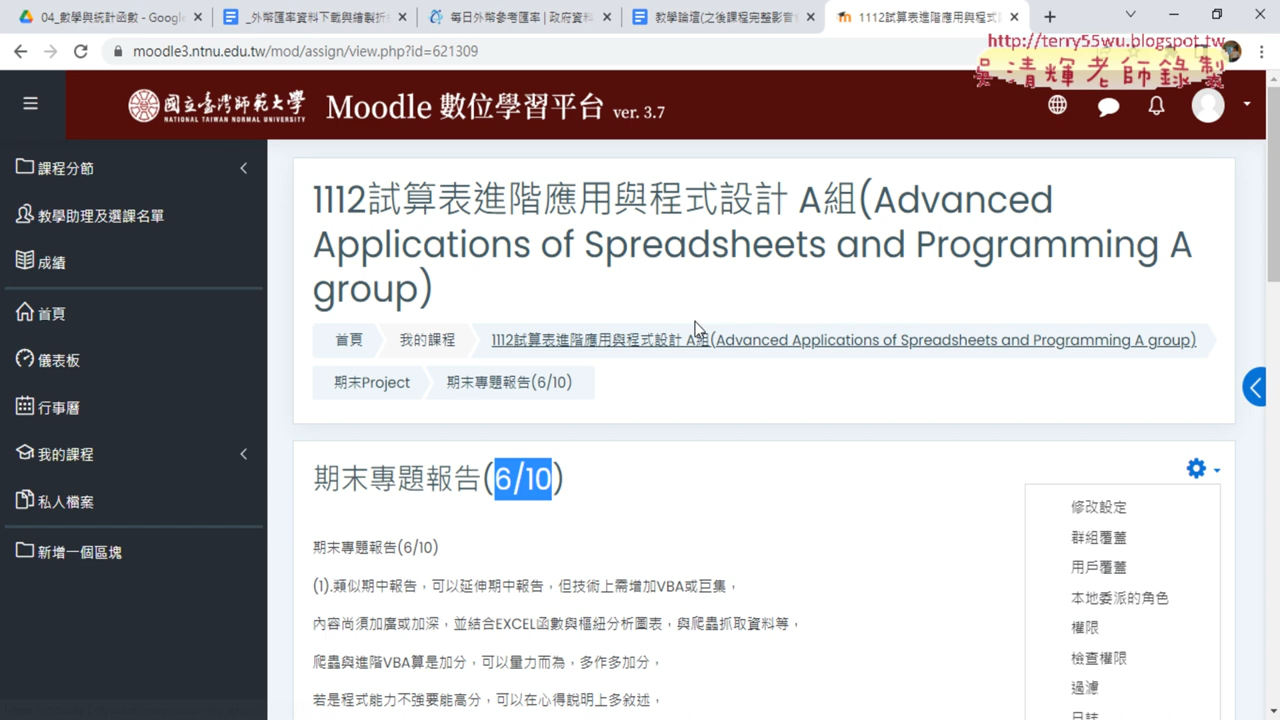 04_數學與統計函數 - Google
_外幣匯率資料下載與繪製折
每日外幣參考匯率 | 政府資料
教學論壇(之後課程完整影音
1112試算表進階應用與程式
moodle3.ntnu.edu.tw/mod/assign/view.php?id=621309
http://terry55wu.blogspot.tw
吳清輝老師錄製
國立臺灣師範大學
NATIONAL TAIWAN NORMAL UNIVERSITY
Moodle 數位學習平台 ver. 3.7
課程分節
教學助理及選課名單
成績
首頁
儀表板
行事曆
我的課程
私人檔案
新增一個區塊
1112試算表進階應用與程式設計 A組(Advanced
Applications of Spreadsheets and Programming A
group)
首頁
我的課程
1112試算表進階應用與程式設計 A組(Advanced Applications of Spreadsheets and Programming A group)
期末Project
期末專題報告(6/10)
期末專題報告(6/10)
期末專題報告(6/10)
(1).類似期中報告，可以延伸期中報告，但技術上需增加VBA或巨集，
內容尚須加廣或加深，並結合EXCEL函數與樞紐分析圖表，與爬蟲抓取資料等，
爬蟲與進階VBA算是加分，可以量力而為，多作多加分，
若是程式能力不強要能高分，可以在心得說明上多敘述，
修改設定
群組覆蓋
用戶覆蓋
本地委派的角色
權限
檢查權限
過濾
日誌